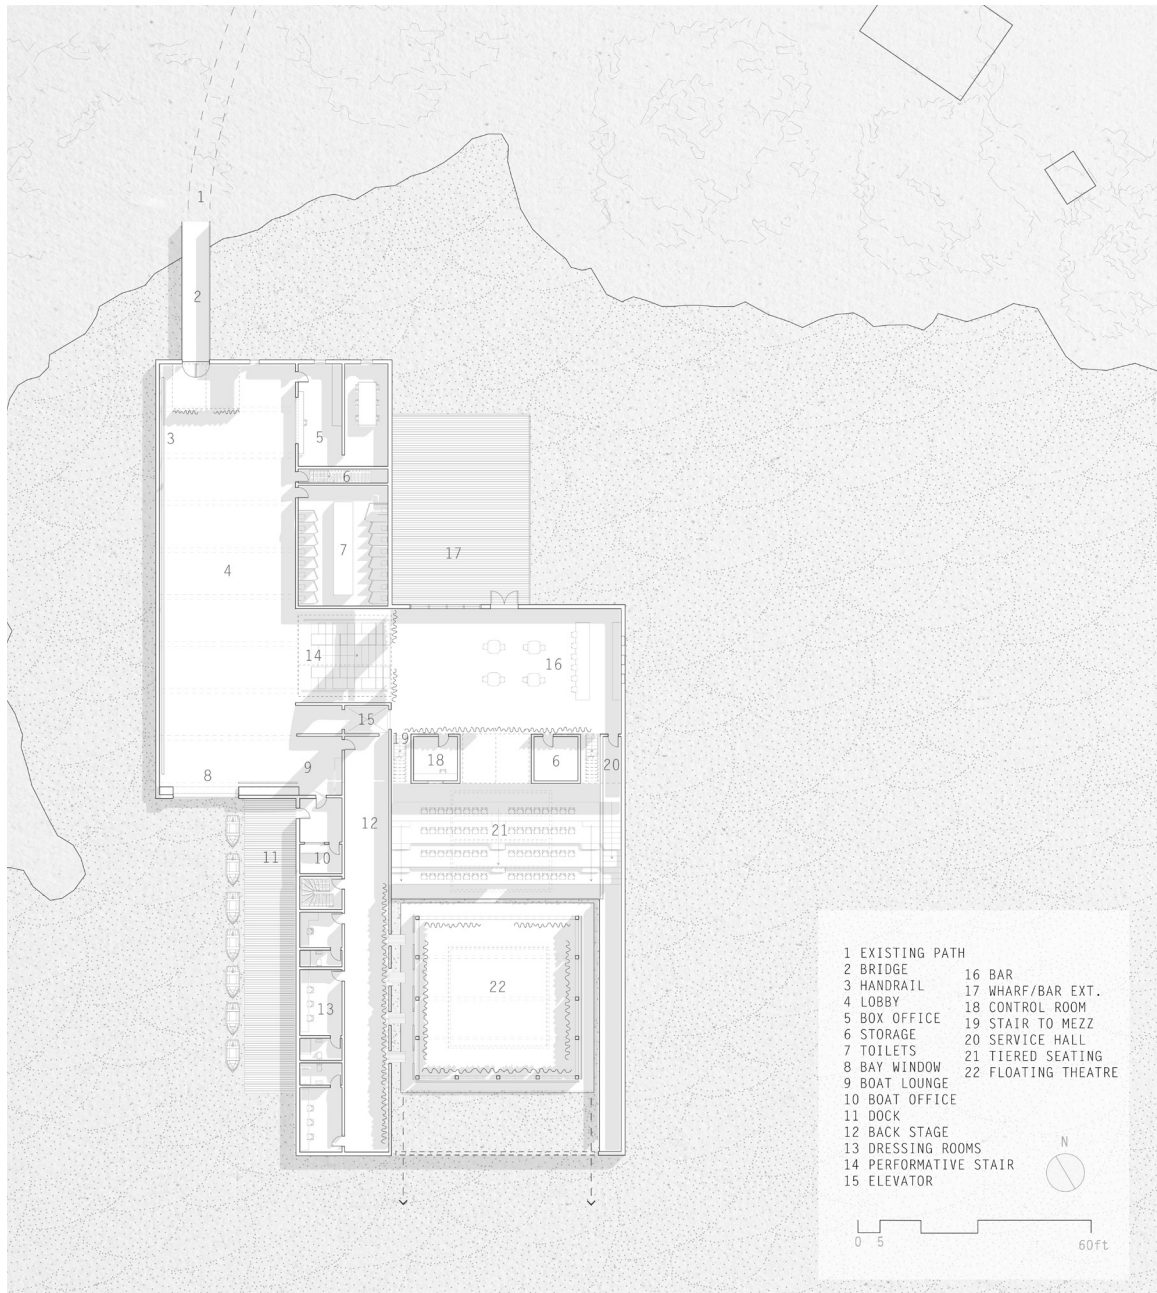 1
2
3
5
6
7
17
4
14
16
15
19
18
6
20
9
8
12
21
11
10
22
13
1 EXISTING PATH
2 BRIDGE
3 HANDRAIL
4 LOBBY
5 BOX OFFICE
6 STORAGE
7 TOILETS
8 BAY WINDOW
9 BOAT LOUNGE
10 BOAT OFFICE
11 DOCK
12 BACK STAGE
13 DRESSING ROOMS
14 PERFORMATIVE STAIR
15 ELEVATOR
16 BAR
17 WHARF/BAR EXT.
18 CONTROL ROOM
19 STAIR TO MEZZ
20 SERVICE HALL
21 TIERED SEATING
22 FLOATING THEATRE
N
0 5 60ft